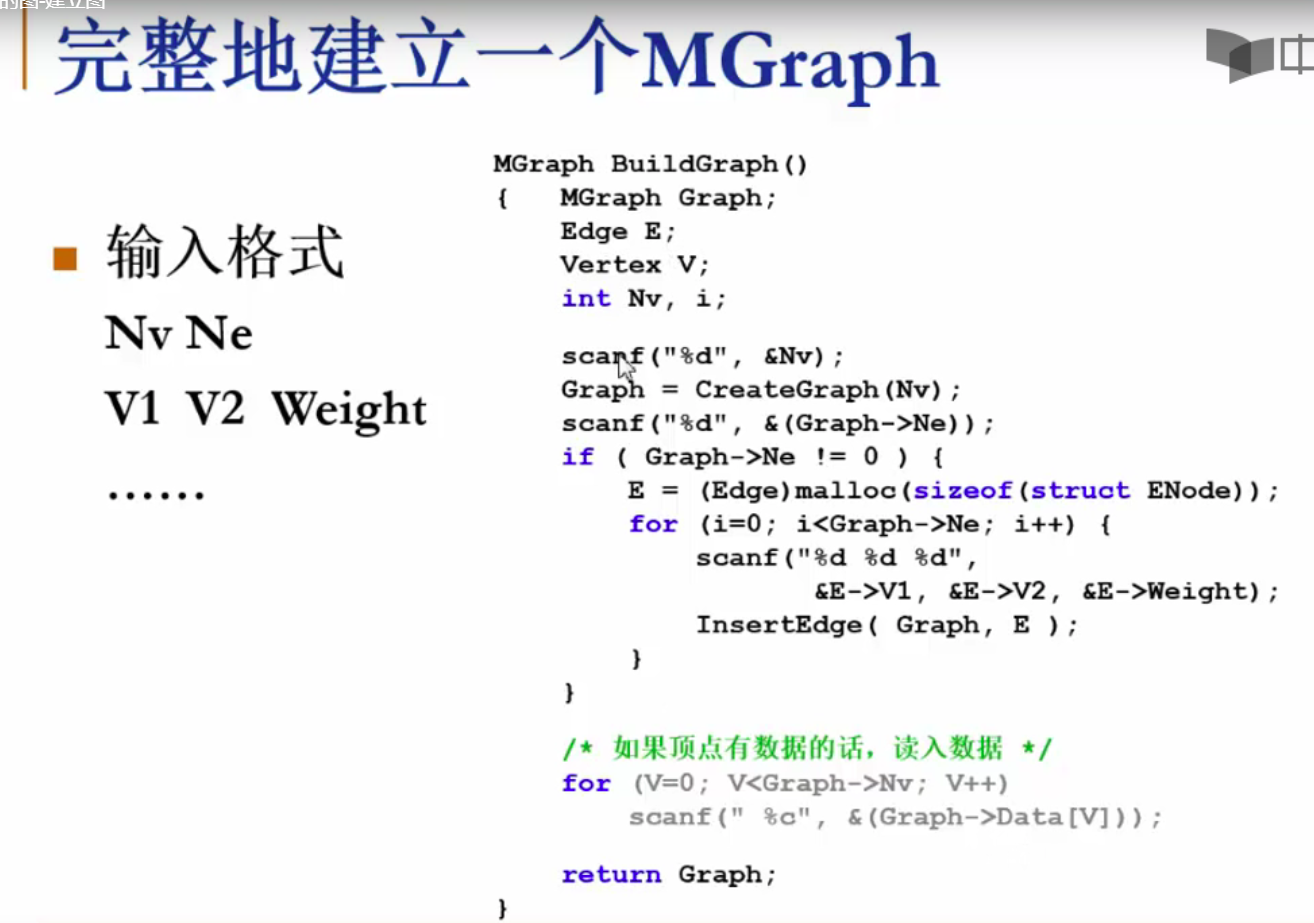 的图-建立图
完整地建立一个MGraph
中
输入格式
Nv Ne
V1 V2 Weight
……
MGraph BuildGraph()
{ MGraph Graph;
Edge E;
Vertex V;
int Nv, i;
scanf("%d", &Nv);
Graph = CreateGraph(Nv);
scanf("%d", &(Graph->Ne));
if ( Graph->Ne != 0 ) {
E = (Edge)malloc(sizeof(struct ENode));
for (i=0; i<Graph->Ne; i++) {
scanf("%d %d %d",
&E->V1, &E->V2, &E->Weight);
InsertEdge( Graph, E );
}
}
/* 如果顶点有数据的话，读入数据 */
for (V=0; V<Graph->Nv; V++)
scanf(" %c", &(Graph->Data[V]));
return Graph;
}